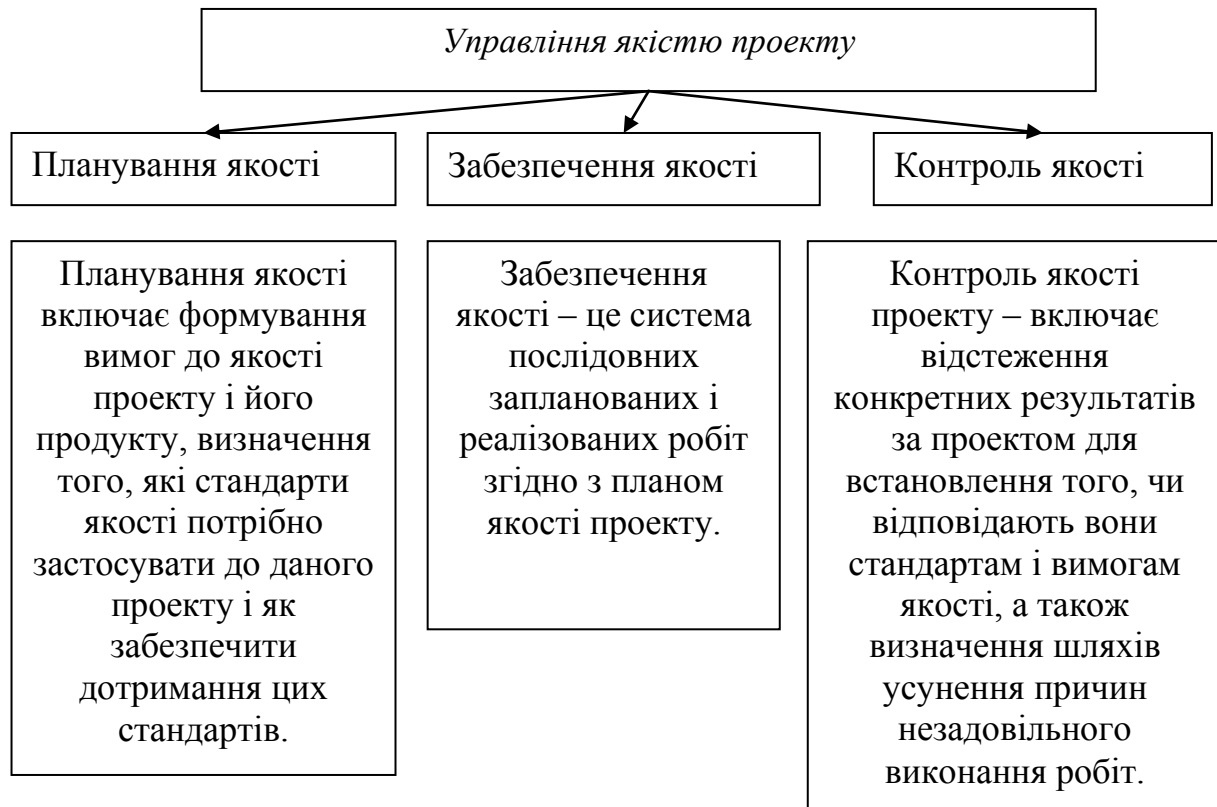 Управління якістю проекту
Планування якості
Забезпечення якості
Контроль якості
Планування якості
включає формування
вимог до якості
проекту і його
продукту, визначення
того, які стандарти
якості потрібно
застосувати до даного
проекту і як
забезпечити
дотримання цих
стандартів.
Забезпечення
якості – це система
послідовних
запланованих і
реалізованих робіт
згідно з планом
якості проекту.
Контроль якості
проекту – включає
відстеження
конкретних результатів
за проектом для
встановлення того, чи
відповідають вони
стандартам і вимогам
якості, а також
визначення шляхів
усунення причин
незадовільного
виконання робіт.